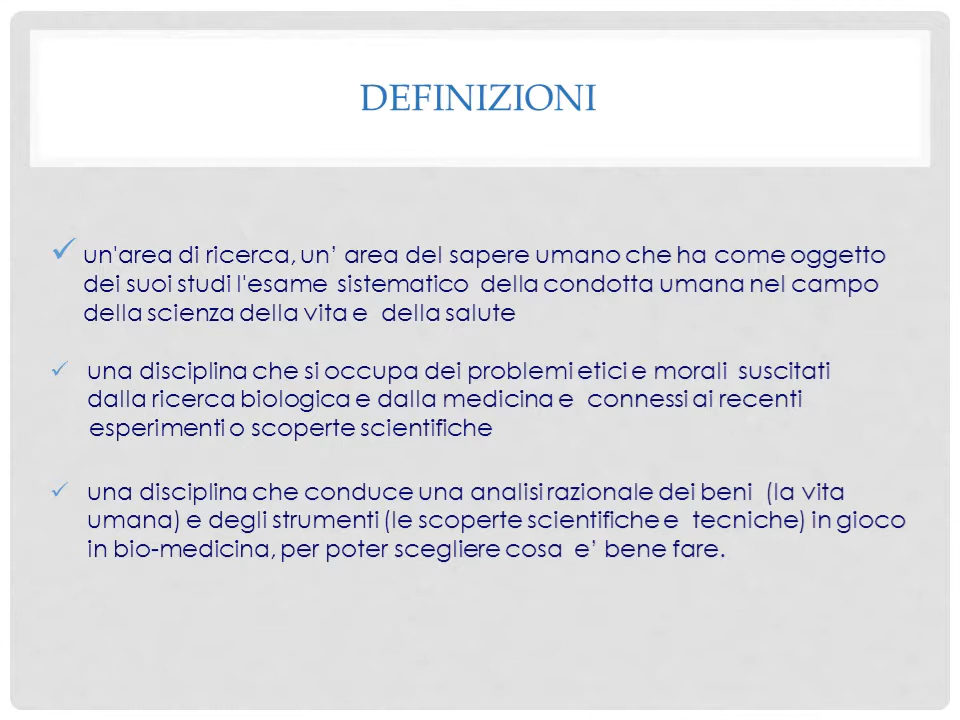 DEFINIZIONI
un'area di ricerca, un’ area del sapere umano che ha come oggetto
dei suoi studi l'esame sistematico della condotta umana nel campo
della scienza della vita e della salute
una disciplina che si occupa dei problemi etici e morali suscitati
dalla ricerca biologica e dalla medicina e connessi ai recenti
esperimenti o scoperte scientifiche
una disciplina che conduce una analisi razionale dei beni (la vita
umana) e degli strumenti (le scoperte scientifiche e tecniche) in gioco
in bio-medicina, per poter scegliere cosa e’ bene fare.